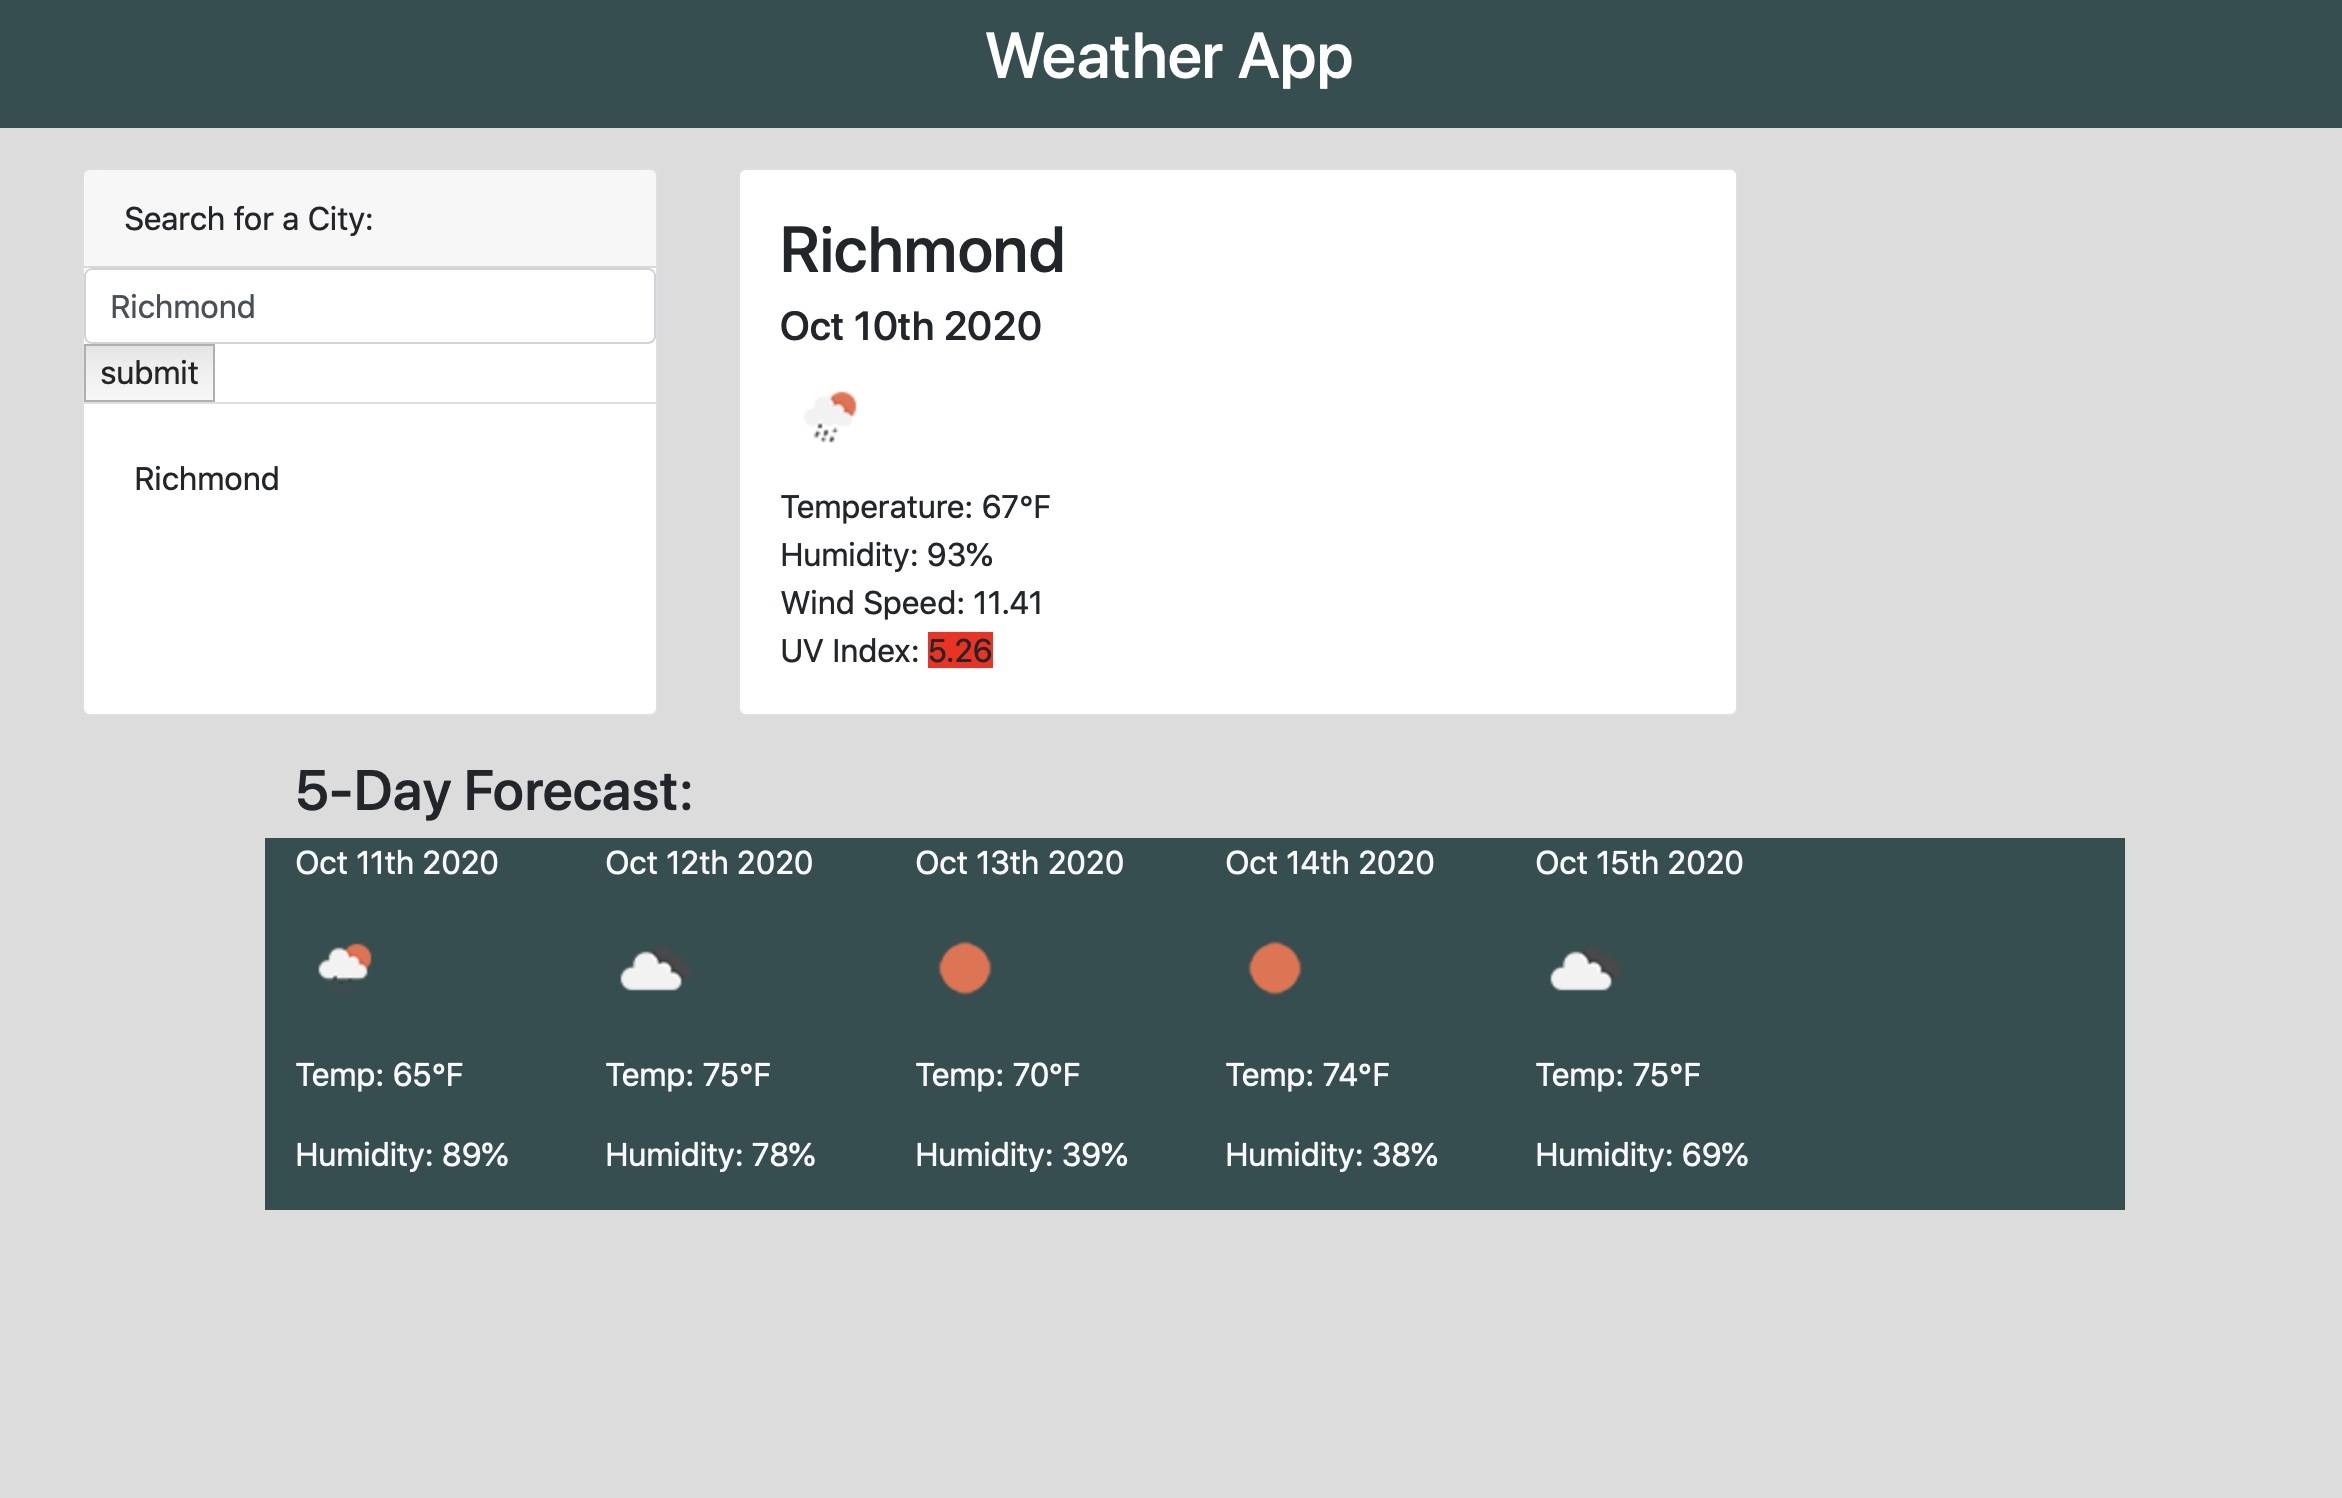 Weather App
Search for a City:
Richmond
submit
Richmond
Richmond
Oct 10th 2020
Temperature: 67°F
Humidity: 93%
Wind Speed: 11.41
UV Index: 5.26
5-Day Forecast:
Oct 11th 2020 Oct 12th 2020 Oct 13th 2020 Oct 14th 2020 Oct 15th 2020
Temp: 65°F Temp: 75°F Temp: 70°F Temp: 74°F Temp: 75°F
Humidity: 89% Humidity: 78% Humidity: 39% Humidity: 38% Humidity: 69%